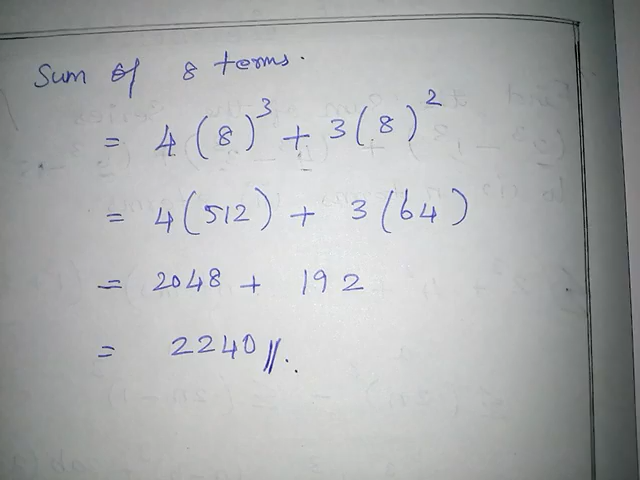 Sum of 8 terms.
= 4(8)³ + 3(8)²
= 4(512) + 3(64)
= 2048 + 192
= 2240//.